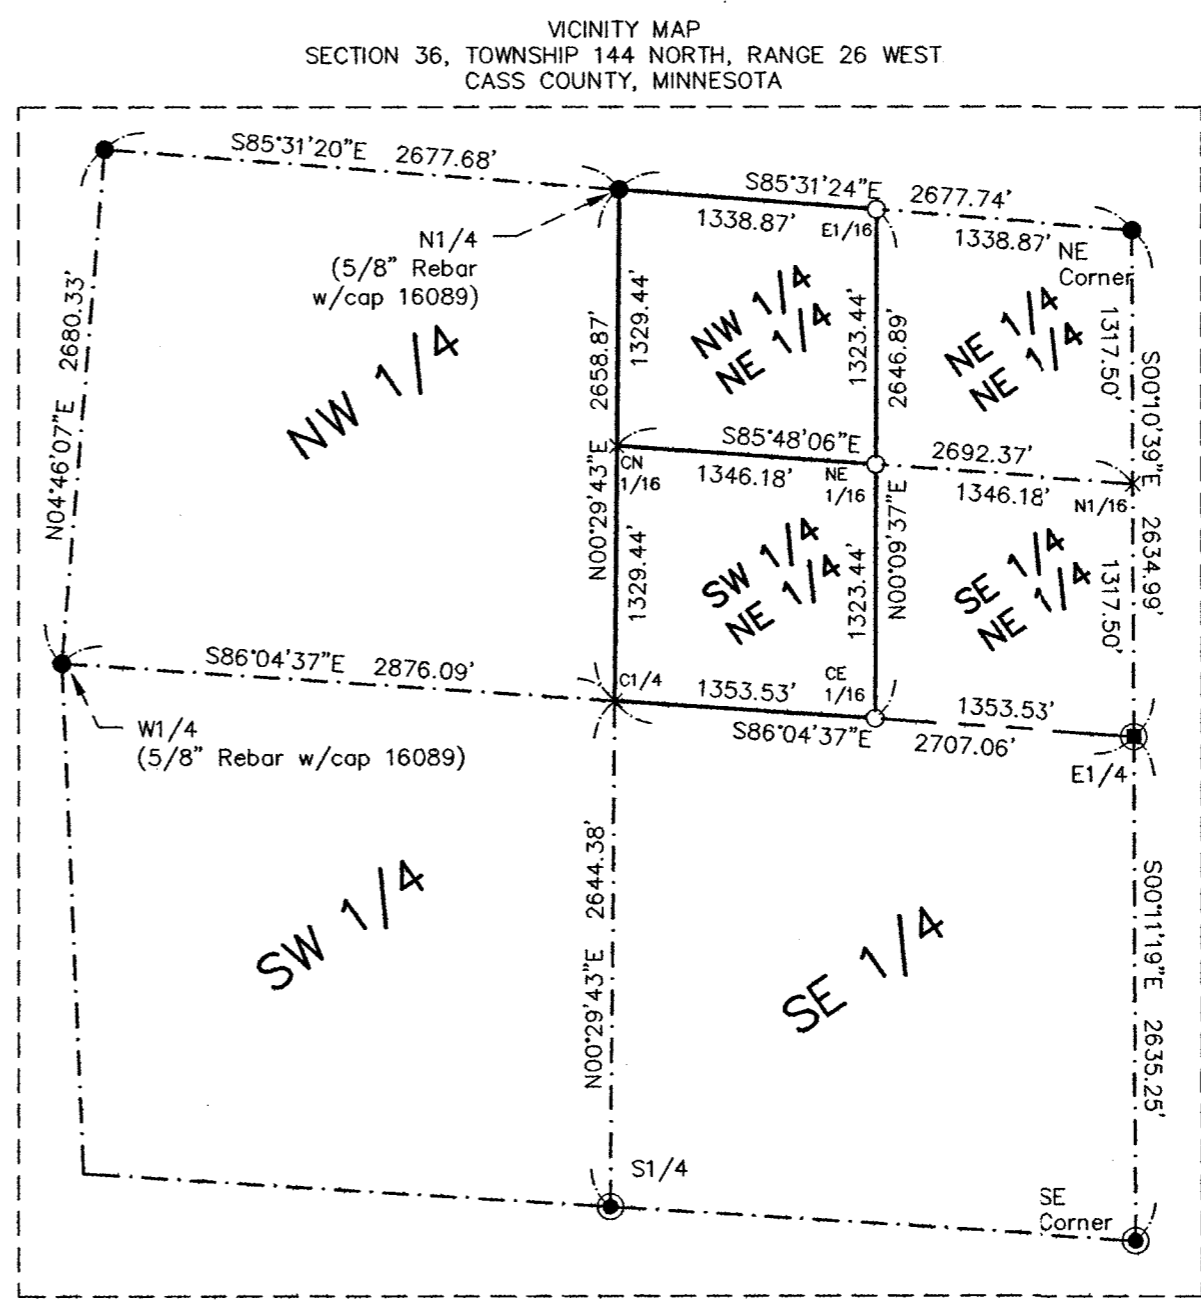 VICINITY MAP
SECTION 36, TOWNSHIP 144 NORTH, RANGE 26 WEST
CASS COUNTY, MINNESOTA
S85°31'20"E 2677.68'
S85°31'24"E 2677.74'
1338.87'
E1/16
1338.87'
NE
Corner
N1/4
(5/8" Rebar
w/cap 16089)
N04°46'07"E 2680.33'
NW 1/4
N00°29'43"E 2658.87'
1329.44'
NW 1/4
NE 1/4
1323.44'
2646.89'
NE 1/4
NE 1/4
1317.50'
S00°10'39"E 2634.99'
S85°48'06"E 2692.37'
CN
1/16
1346.18'
NE
1/16
1346.18'
N1/16
1329.44'
SW 1/4
NE 1/4
1323.44'
N00°09'37"E
SE 1/4
NE 1/4
1317.50'
S86°04'37"E 2876.09'
C1/4
1353.53'
CE
1/16
1353.53'
S86°04'37"E 2707.06'
E1/4
W1/4
(5/8" Rebar w/cap 16089)
SW 1/4
N00°29'43"E 2644.38'
SE 1/4
S00°11'19"E 2635.25'
S1/4
SE
Corner